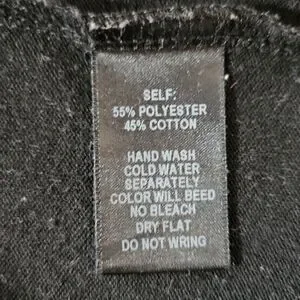 SELF:
55% POLYESTER
45% COTTON
HAND WASH
COLD WATER
SEPARATELY
COLOR WILL BEED
NO BLEACH
DRY FLAT
DO NOT WRING